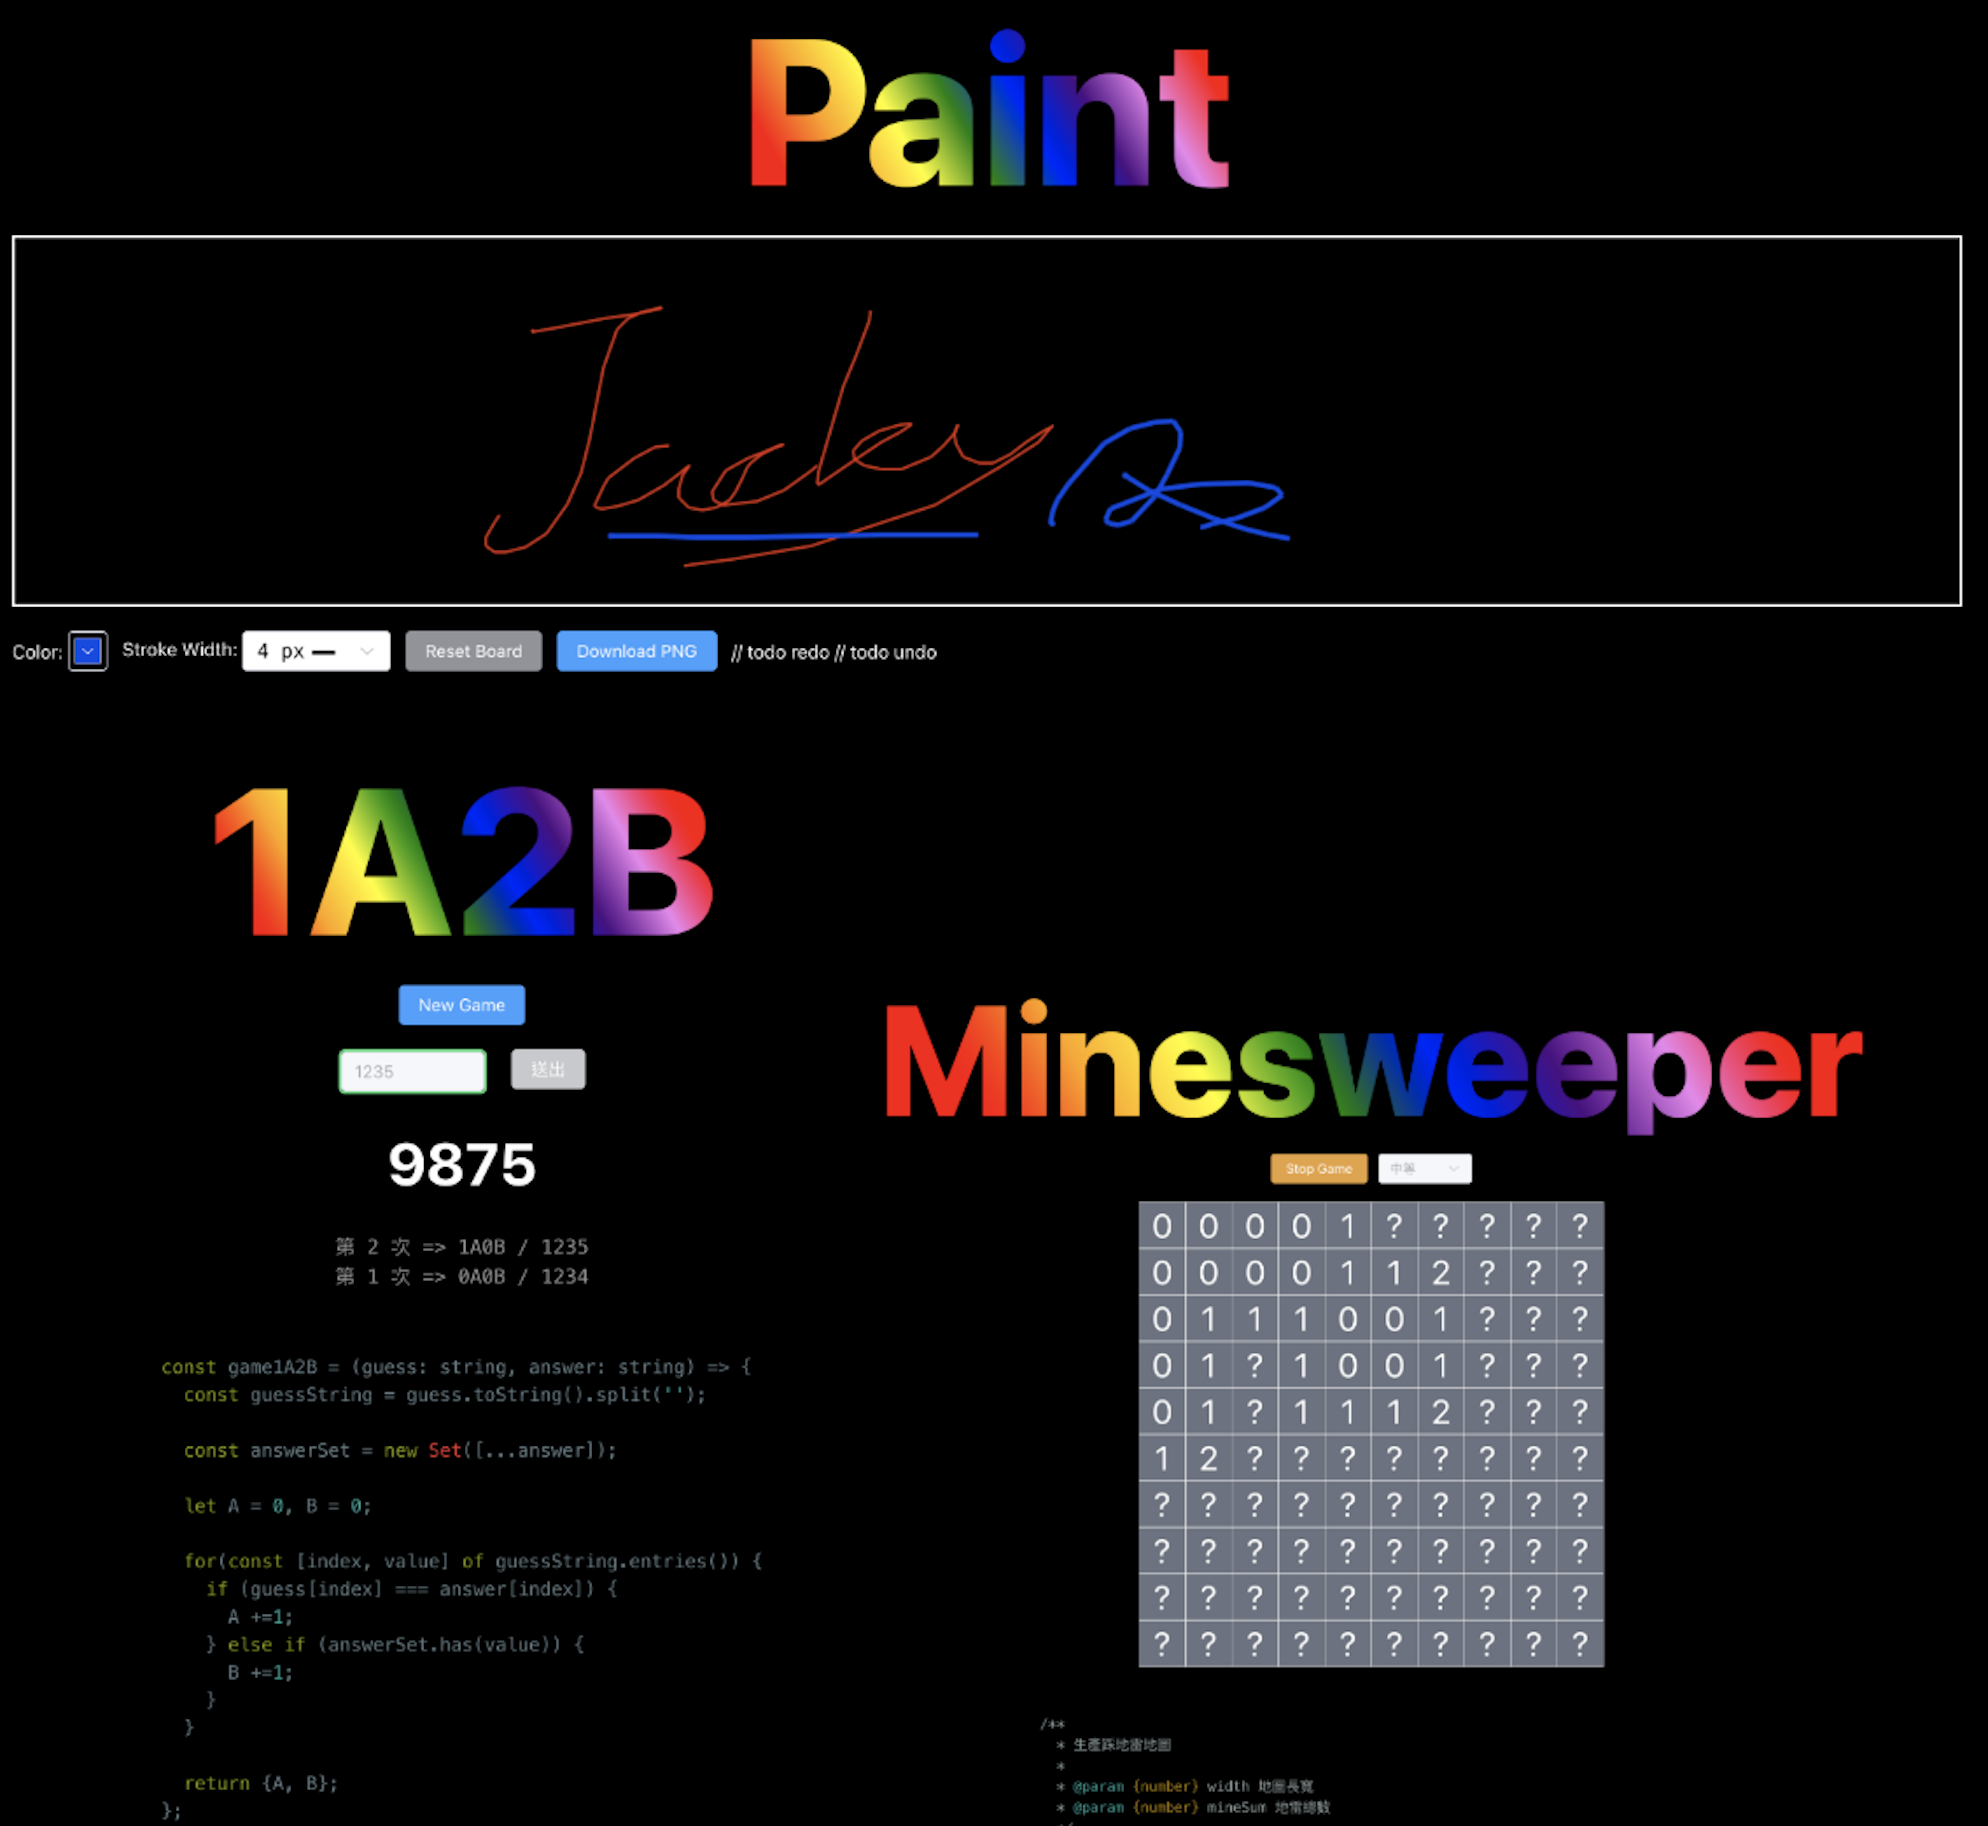 Paint
Jacky
Color:
Stroke Width: 4 px
Reset Board
Download PNG
// todo redo // todo undo
1A2B
New Game
1235
送出
9875
第 2 次 => 1A0B / 1235
第 1 次 => 0A0B / 1234
const game1A2B = (guess: string, answer: string) => {
const guessString = guess.toString().split('');
const answerSet = new Set([...answer]);
let A = 0, B = 0;
for(const [index, value] of guessString.entries()) {
if (guess[index] === answer[index]) {
A +=1;
} else if (answerSet.has(value)) {
B +=1;
}
}
return {A, B};
};
Minesweeper
Stop Game
中等
0 0 0 0 1 ? ? ? ? ?
0 0 0 0 1 1 2 ? ? ?
0 1 1 1 0 0 1 ? ? ?
0 1 ? 1 0 0 1 ? ? ?
0 1 ? 1 1 1 2 ? ? ?
1 2 ? ? ? ? ? ? ? ?
? ? ? ? ? ? ? ? ? ?
? ? ? ? ? ? ? ? ? ?
? ? ? ? ? ? ? ? ? ?
? ? ? ? ? ? ? ? ? ?
/**
* 生產踩地雷地圖
*
* @param {number} width 地圖長寬
* @param {number} mineSum 地雷總數